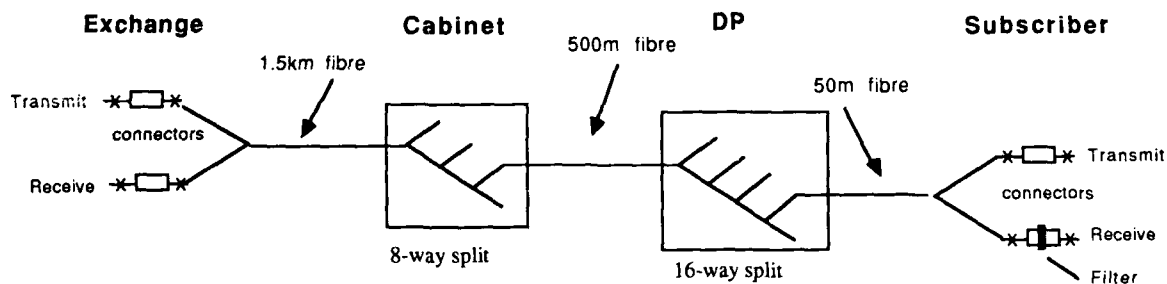 Exchange
Cabinet
DP
Subscriber
1.5km fibre
500m fibre
50m fibre
Transmit
connectors
Receive
8-way split
16-way split
Transmit
connectors
Receive
Filter